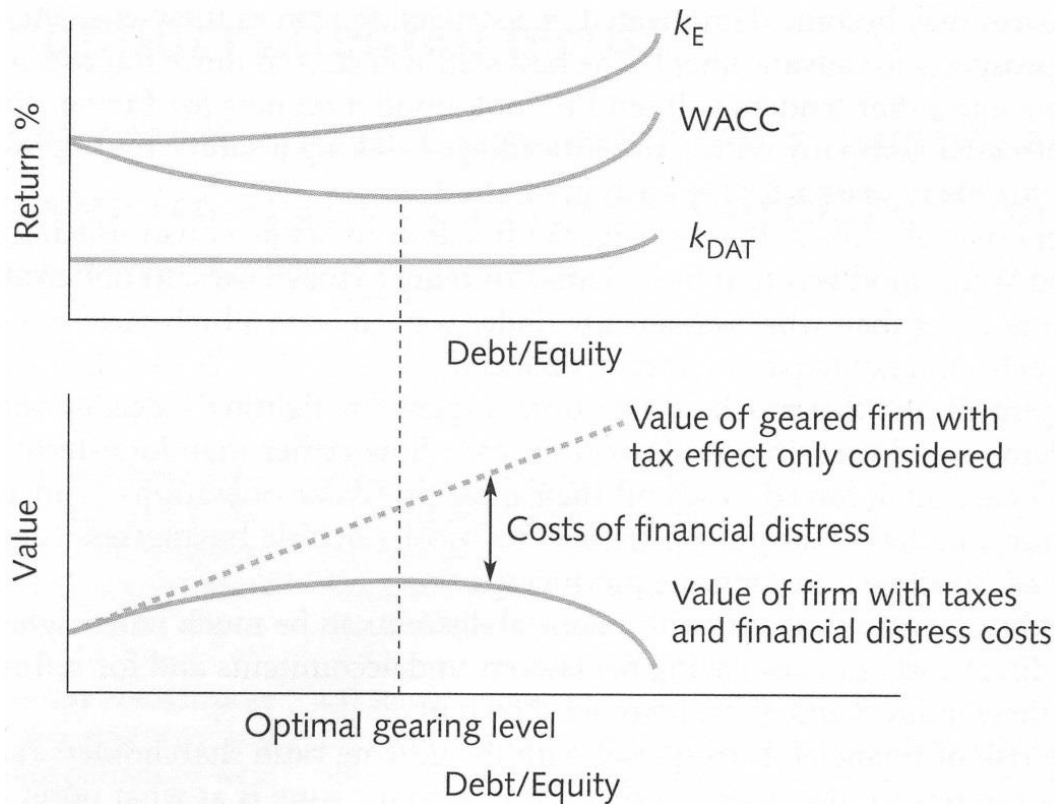 k_E
WACC
k_DAT
Return %
Debt/Equity
Value of geared firm with
tax effect only considered
Costs of financial distress
Value
Value of firm with taxes
and financial distress costs
Optimal gearing level
Debt/Equity